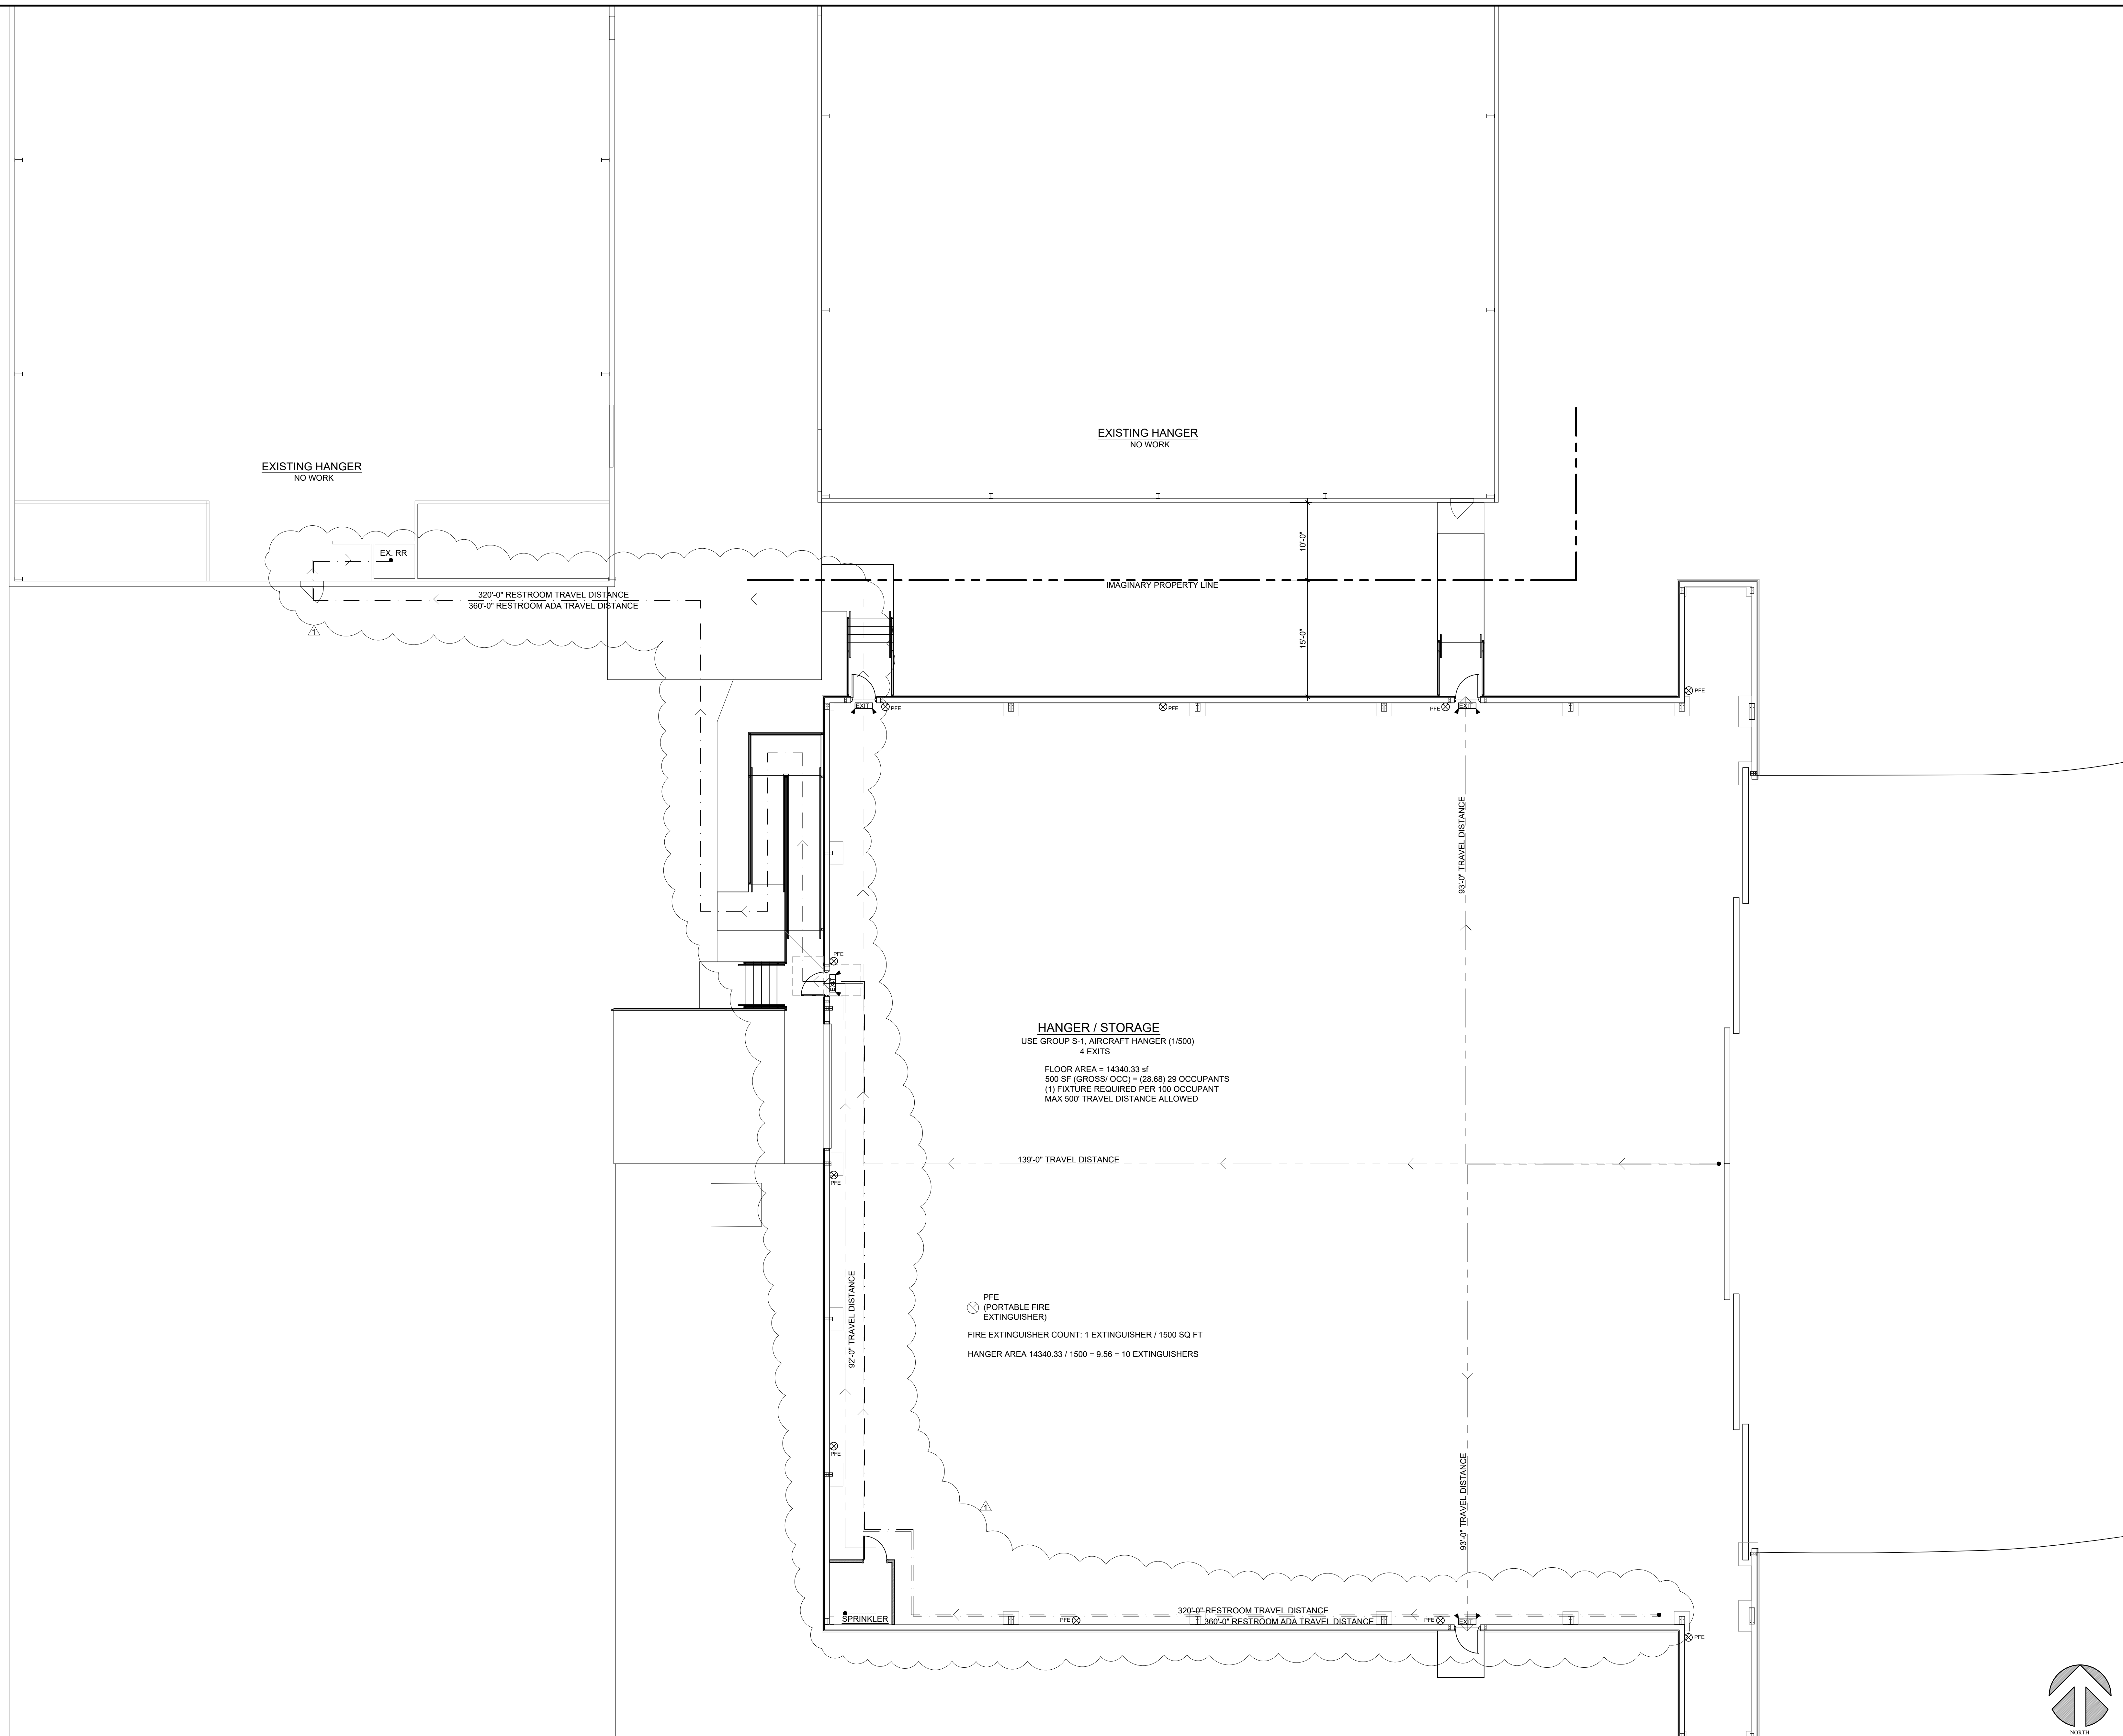 EXISTING HANGER
NO WORK
EXISTING HANGER
NO WORK
EX. RR
10'-0"
IMAGINARY PROPERTY LINE
320'-0" RESTROOM TRAVEL DISTANCE
360'-0" RESTROOM ADA TRAVEL DISTANCE
1
15'-0"
PFE
EXIT
PFE
PFE
PFE
EXIT
93'-0" TRAVEL DISTANCE
PFE
EXIT
HANGER / STORAGE
USE GROUP S-1, AIRCRAFT HANGER (1/500)
4 EXITS
FLOOR AREA = 14340.33 sf
500 SF (GROSS/ OCC) = (28.68) 29 OCCUPANTS
(1) FIXTURE REQUIRED PER 100 OCCUPANT
MAX 500' TRAVEL DISTANCE ALLOWED
139'-0" TRAVEL DISTANCE
PFE
92'-0" TRAVEL DISTANCE
PFE
(PORTABLE FIRE
EXTINGUISHER)
FIRE EXTINGUISHER COUNT: 1 EXTINGUISHER / 1500 SQ FT
HANGER AREA 14340.33 / 1500 = 9.56 = 10 EXTINGUISHERS
PFE
93'-0" TRAVEL DISTANCE
1
SPRINKLER
320'-0" RESTROOM TRAVEL DISTANCE
360'-0" RESTROOM ADA TRAVEL DISTANCE
PFE
PFE
EXIT
PFE
NORTH